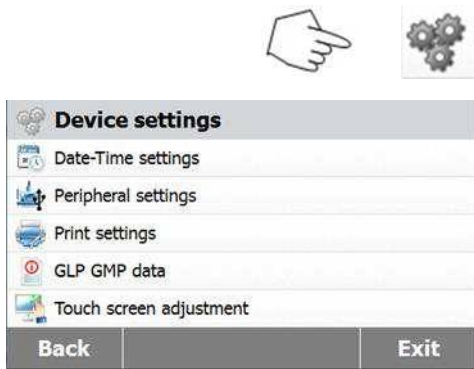 Device settings
Date-Time settings
Peripheral settings
Print settings
GLP GMP data
Touch screen adjustment
Back
Exit